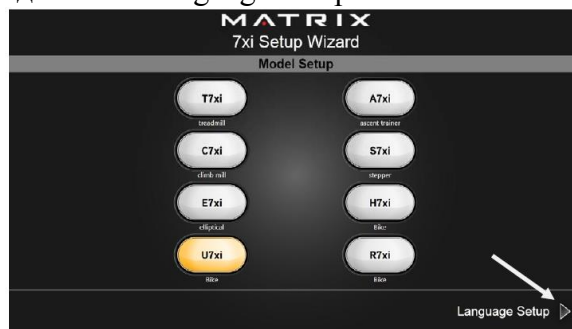 MATRIX
7xi Setup Wizard
Model Setup
T7xi
treadmill
A7xi
ascent trainer
C7xi
climb mill
S7xi
stepper
E7xi
elliptical
H7xi
Bike
U7xi
Bike
R7xi
Bike
Language Setup